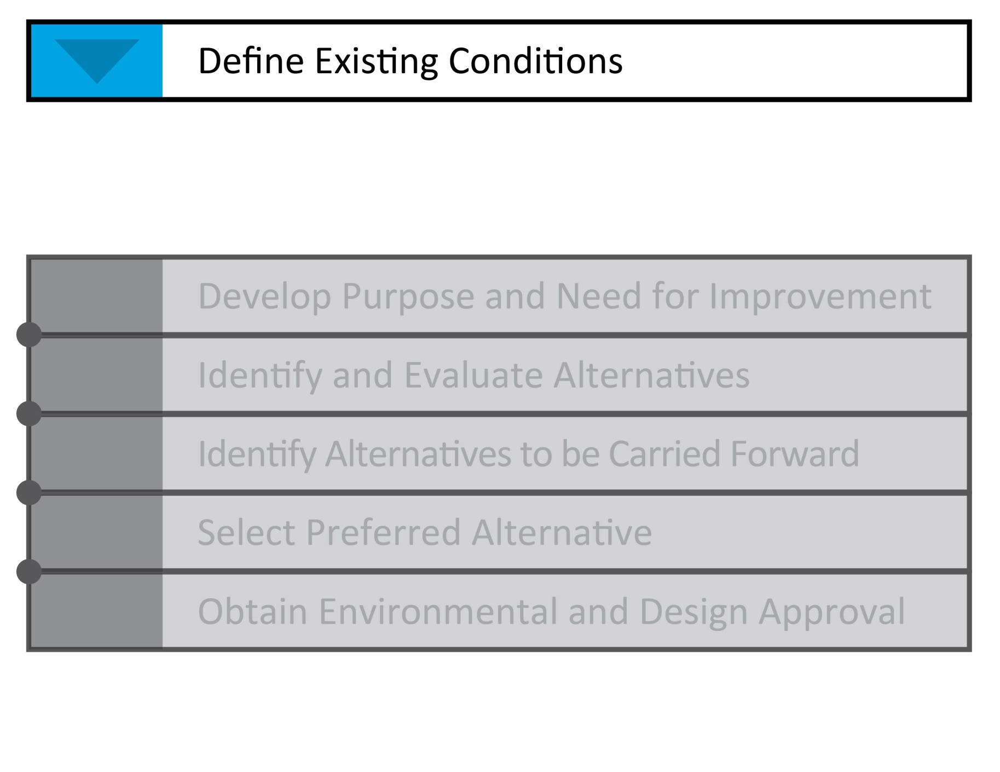 Define Existing Conditions
Develop Purpose and Need for Improvement
Identify and Evaluate Alternatives
Identify Alternatives to be Carried Forward
Select Preferred Alternative
Obtain Environmental and Design Approval